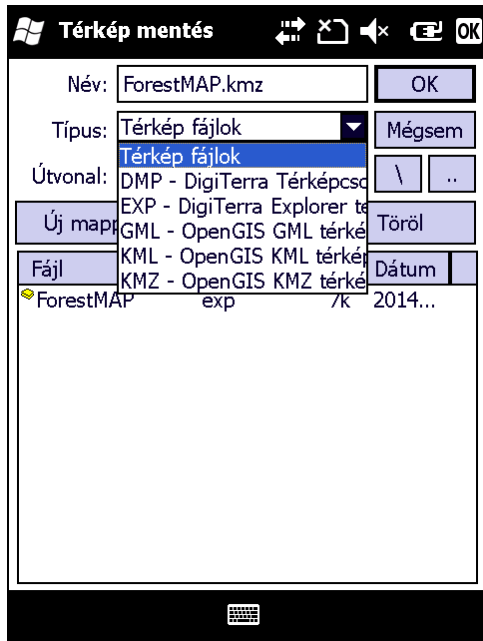 Térkép mentés OK
Név: ForestMAP.kmz OK
Típus: Térkép fájlok Mégsem
Térkép fájlok
Útvonal: \ ..
DMP - DigiTerra Térképcso
EXP - DigiTerra Explorer te
Új mapp Töröl
GML - OpenGIS GML térké
KML - OpenGIS KML térkép
Fájl Dátum
KMZ - OpenGIS KMZ térké
ForestMAP exp 7k 2014...